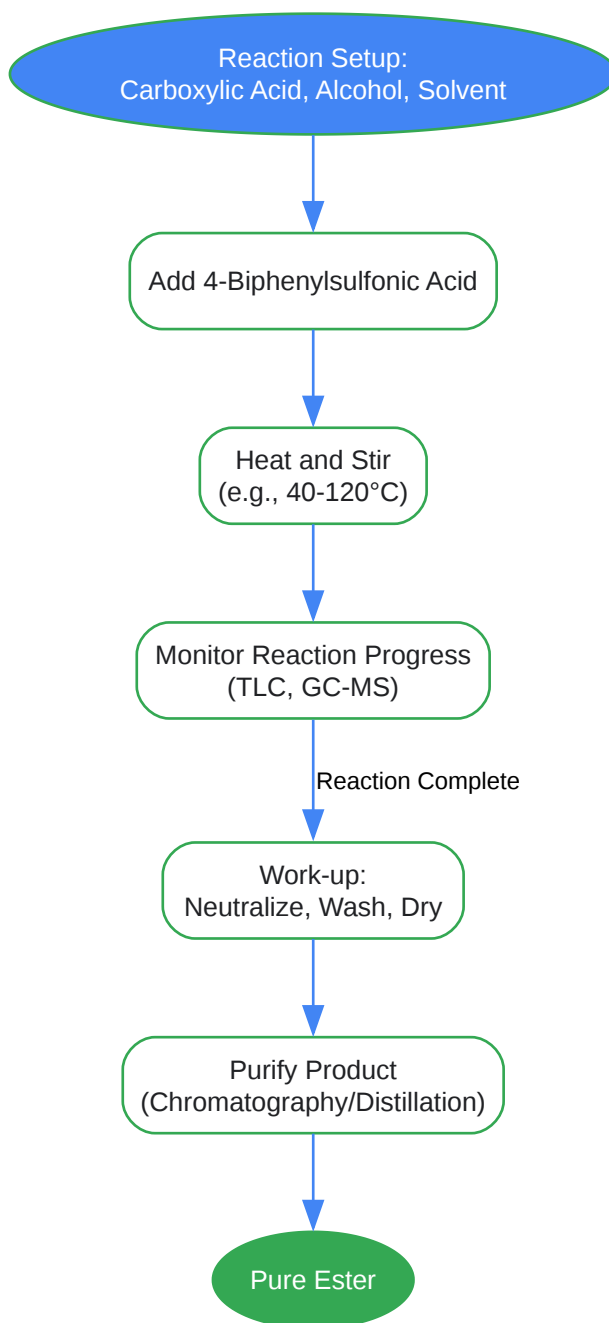 Reaction Setup:
Carboxylic Acid, Alcohol, Solvent
Add 4-Biphenylsulfonic Acid
Heat and Stir
(e.g., 40-120°C)
Monitor Reaction Progress
(TLC, GC-MS)
Reaction Complete
Work-up:
Neutralize, Wash, Dry
Purify Product
(Chromatography/Distillation)
Pure Ester